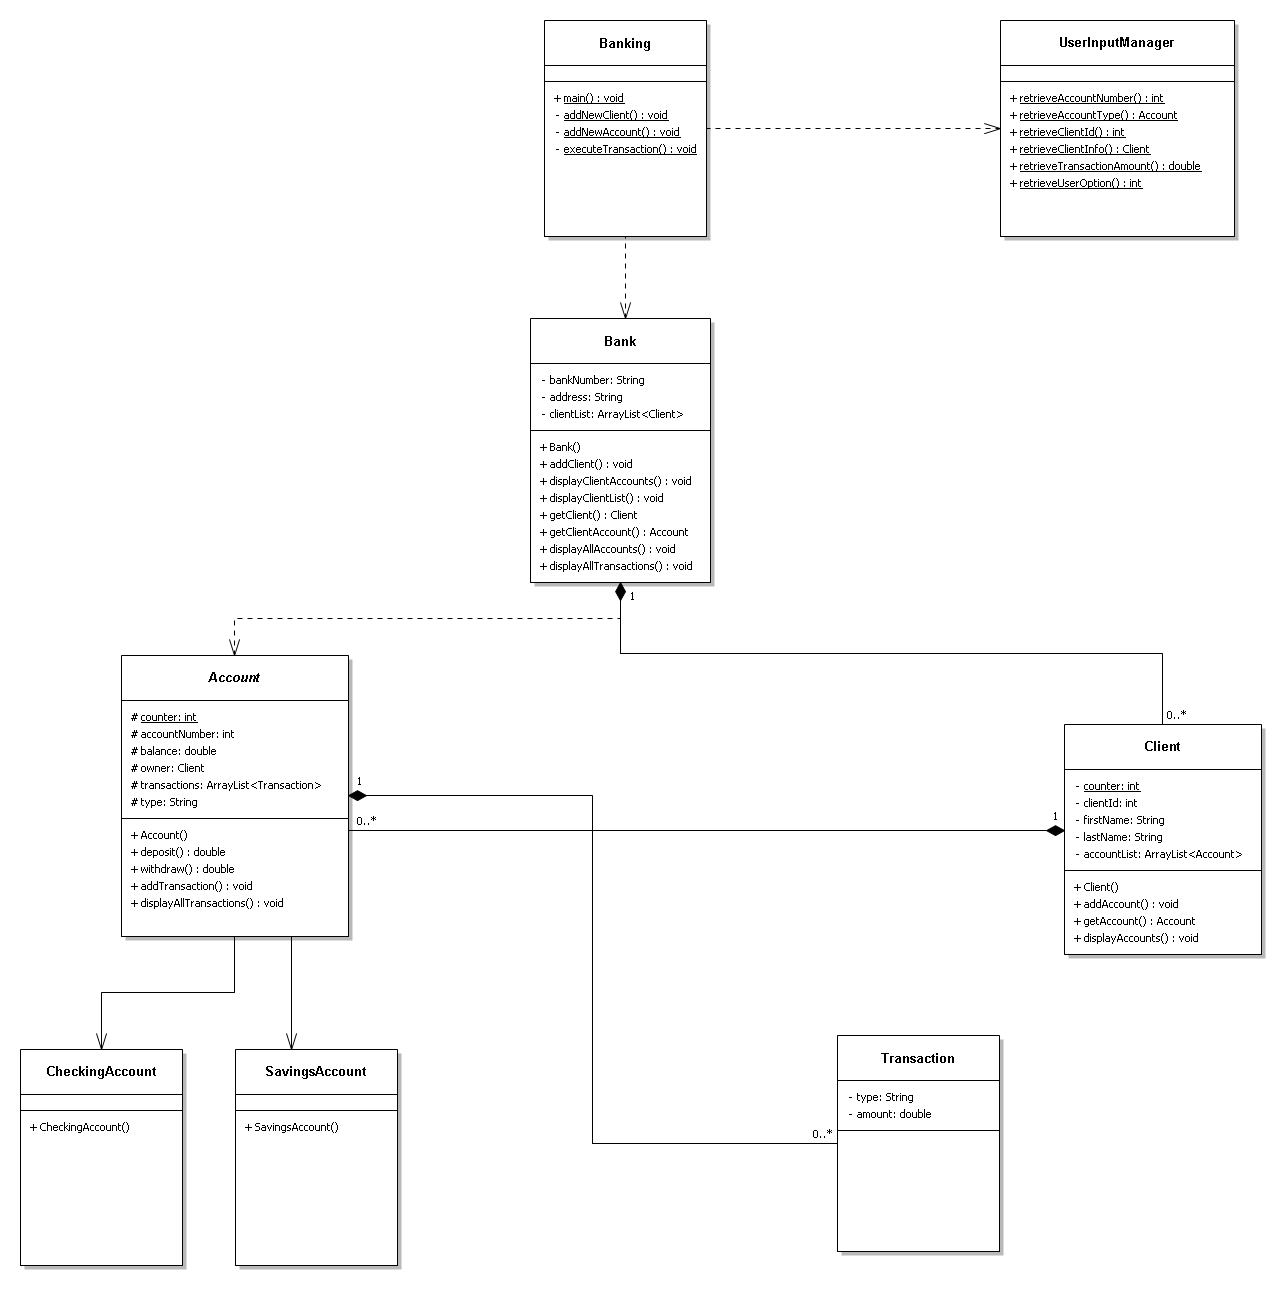 Banking
+ main() : void
- addNewClient() : void
- addNewAccount() : void
- executeTransaction() : void
UserInputManager
+ retrieveAccountNumber() : int
+ retrieveAccountType() : Account
+ retrieveClientId() : int
+ retrieveClientInfo() : Client
+ retrieveTransactionAmount() : double
+ retrieveUserOption() : int
Bank
- bankNumber: String
- address: String
- clientList: ArrayList<Client>
+ Bank()
+ addClient() : void
+ displayClientAccounts() : void
+ displayClientList() : void
+ getClient() : Client
+ getClientAccount() : Account
+ displayAllAccounts() : void
+ displayAllTransactions() : void
1
0..*
Account
# counter: int
# accountNumber: int
# balance: double
# owner: Client
# transactions: ArrayList<Transaction>
# type: String
+ Account()
+ deposit() : double
+ withdraw() : double
+ addTransaction() : void
+ displayAllTransactions() : void
1
0..*
1
Client
- counter: int
- clientId: int
- firstName: String
- lastName: String
- accountList: ArrayList<Account>
+ Client()
+ addAccount() : void
+ getAccount() : Account
+ displayAccounts() : void
CheckingAccount
+ CheckingAccount()
SavingsAccount
+ SavingsAccount()
0..*
Transaction
- type: String
- amount: double